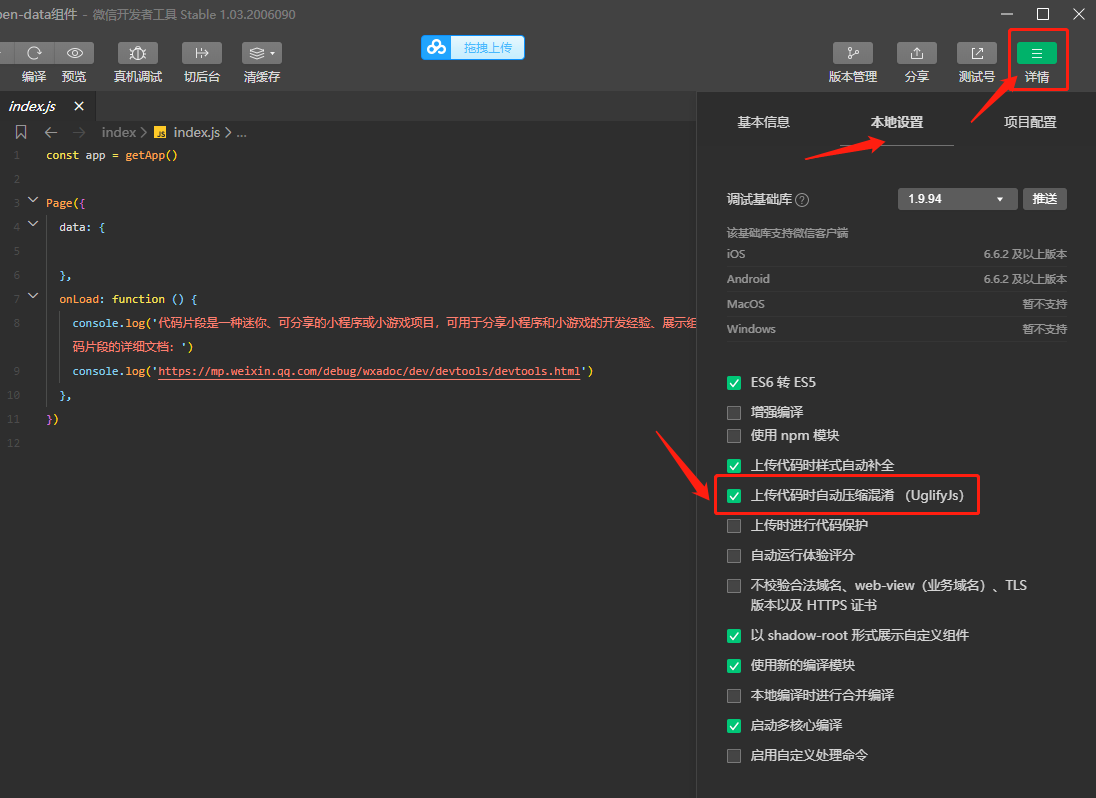 pen-data组件 - 微信开发者工具 Stable 1.03.2006090
拖拽上传
编译
预览
真机调试
切后台
清缓存
版本管理
分享
测试号
详情
index.js
index > JS index.js > ...
1 const app = getApp()
2
3 Page({
4 data: {
5
6 },
7 onLoad: function () {
8 console.log('代码片段是一种迷你、可分享的小程序或小游戏项目，可用于分享小程序和小游戏的开发经验、展示组
码片段的详细文档：')
9 console.log('https://mp.weixin.qq.com/debug/wxadoc/dev/devtools/devtools.html')
10 },
11 })
12
基本信息
本地设置
项目配置
调试基础库 ? 1.9.94 推送
该基础库支持微信客户端
iOS 6.6.2 及以上版本
Android 6.6.2 及以上版本
MacOS 暂不支持
Windows 暂不支持
ES6 转 ES5
增强编译
使用 npm 模块
上传代码时样式自动补全
上传代码时自动压缩混淆 （UglifyJs）
上传时进行代码保护
自动运行体验评分
不校验合法域名、web-view（业务域名）、TLS
版本以及 HTTPS 证书
以 shadow-root 形式展示自定义组件
使用新的编译模块
本地编译时进行合并编译
启动多核心编译
启用自定义处理命令